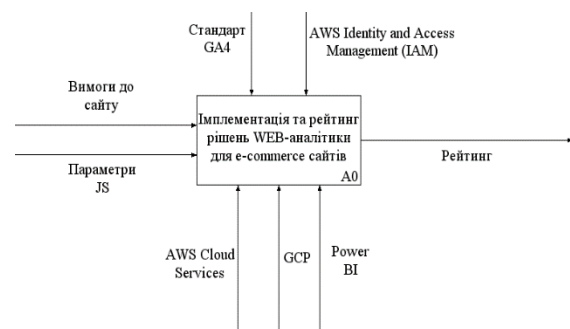 Стандарт
GA4
AWS Identity and Access
Management (IAM)
Вимоги до
сайту
Імплементація та рейтинг
рішень WEB-аналітики
для e-commerce сайтів
A0
Параметри
JS
Рейтинг
AWS Cloud
Services
GCP
Power
BI